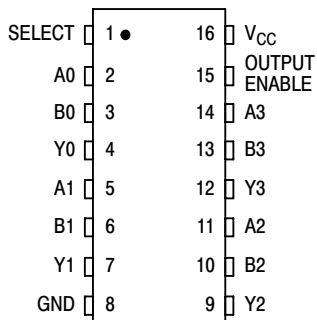 SELECT 1 16 VCC
A0 2 15 OUTPUT ENABLE
B0 3 14 A3
Y0 4 13 B3
A1 5 12 Y3
B1 6 11 A2
Y1 7 10 B2
GND 8 9 Y2